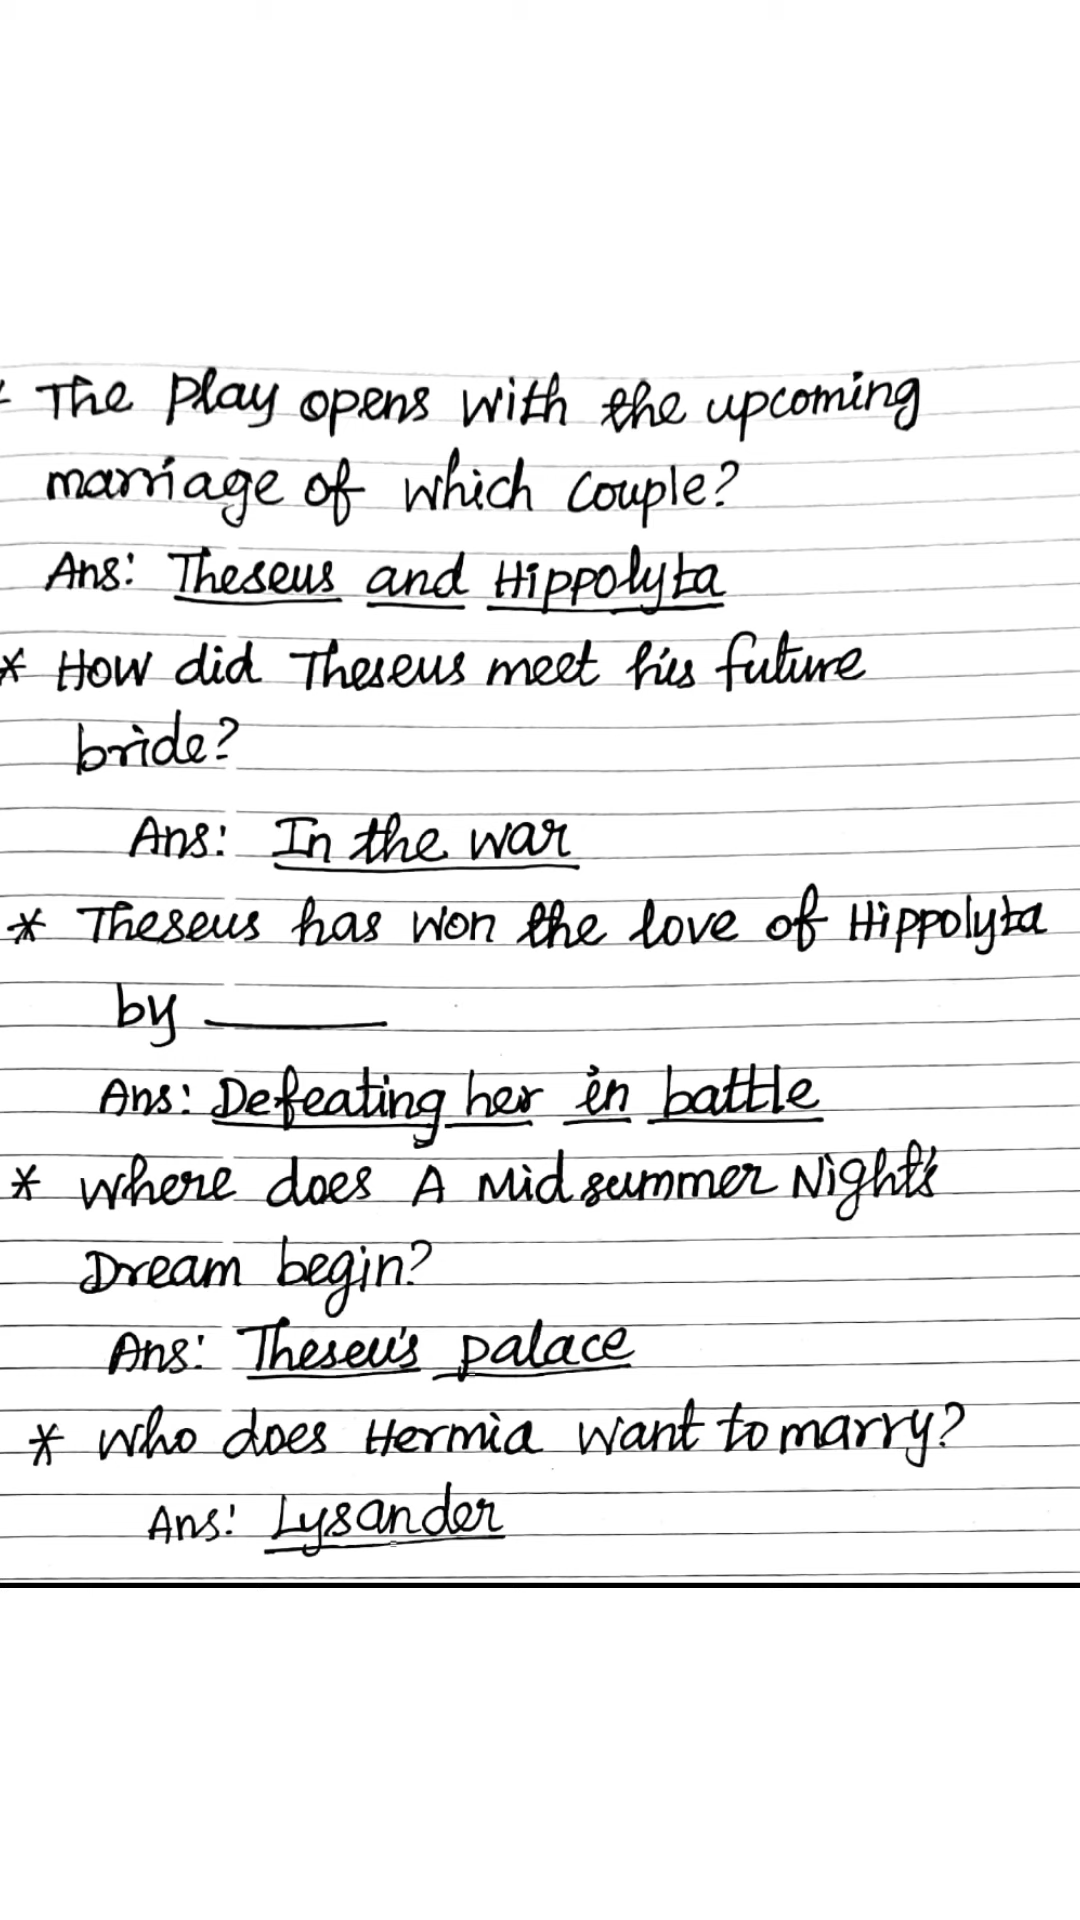 * The Play opens with the upcoming
marriage of which couple?
Ans: Theseus and Hippolyta
* How did Theseus meet his future
bride?
Ans: In the war
* Theseus has won the love of Hippolyta
by ______
Ans: Defeating her in battle
* Where does A Midsummer Night's
Dream begin?
Ans: Theseu's palace
* Who does Hermia want to marry?
Ans: Lysander